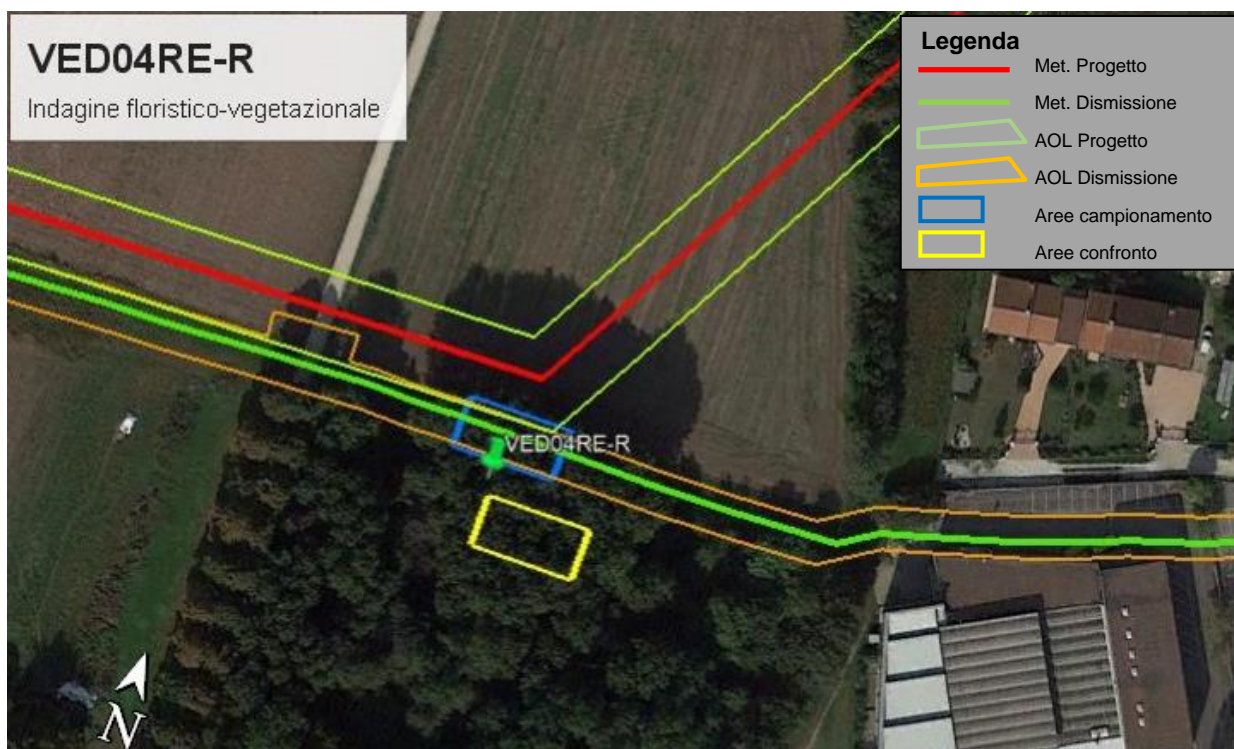 VED04RE-R
Indagine floristico-vegetazionale
Legenda
Met. Progetto
Met. Dismissione
AOL Progetto
AOL Dismissione
Aree campionamento
Aree confronto
VED04RE-R
N